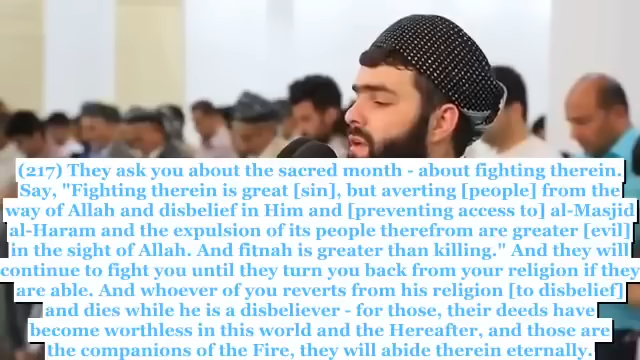 (217) They ask you about the sacred month - about fighting therein.
Say, "Fighting therein is great [sin], but averting [people] from the
way of Allah and disbelief in Him and [preventing access to] al-Masjid
al-Haram and the expulsion of its people therefrom are greater [evil]
in the sight of Allah. And fitnah is greater than killing." And they will
continue to fight you until they turn you back from your religion if they
are able. And whoever of you reverts from his religion [to disbelief]
and dies while he is a disbeliever - for those, their deeds have
become worthless in this world and the Hereafter, and those are
the companions of the Fire, they will abide therein eternally.